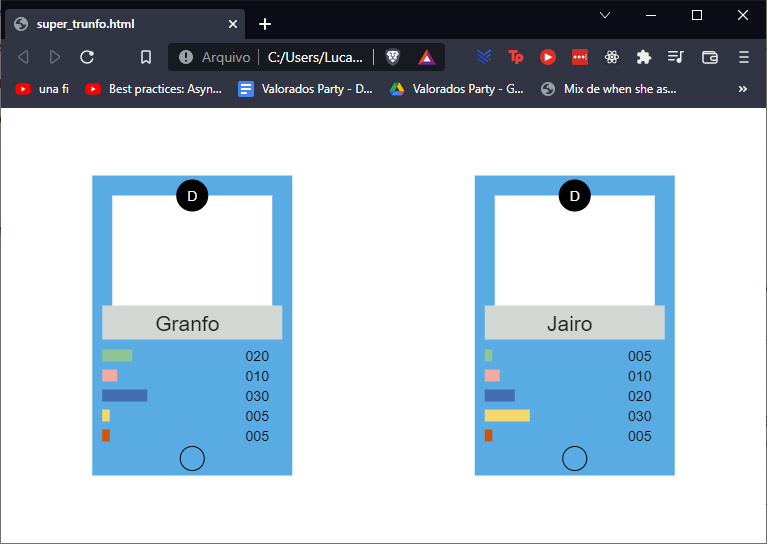 super_trunfo.html
Arquivo C:/Users/Luca... Tp
una fi Best practices: Asyn... Valorados Party - D... Valorados Party - G... Mix de when she as...
D
Granfo
020
010
030
005
005
D
Jairo
005
010
020
030
005